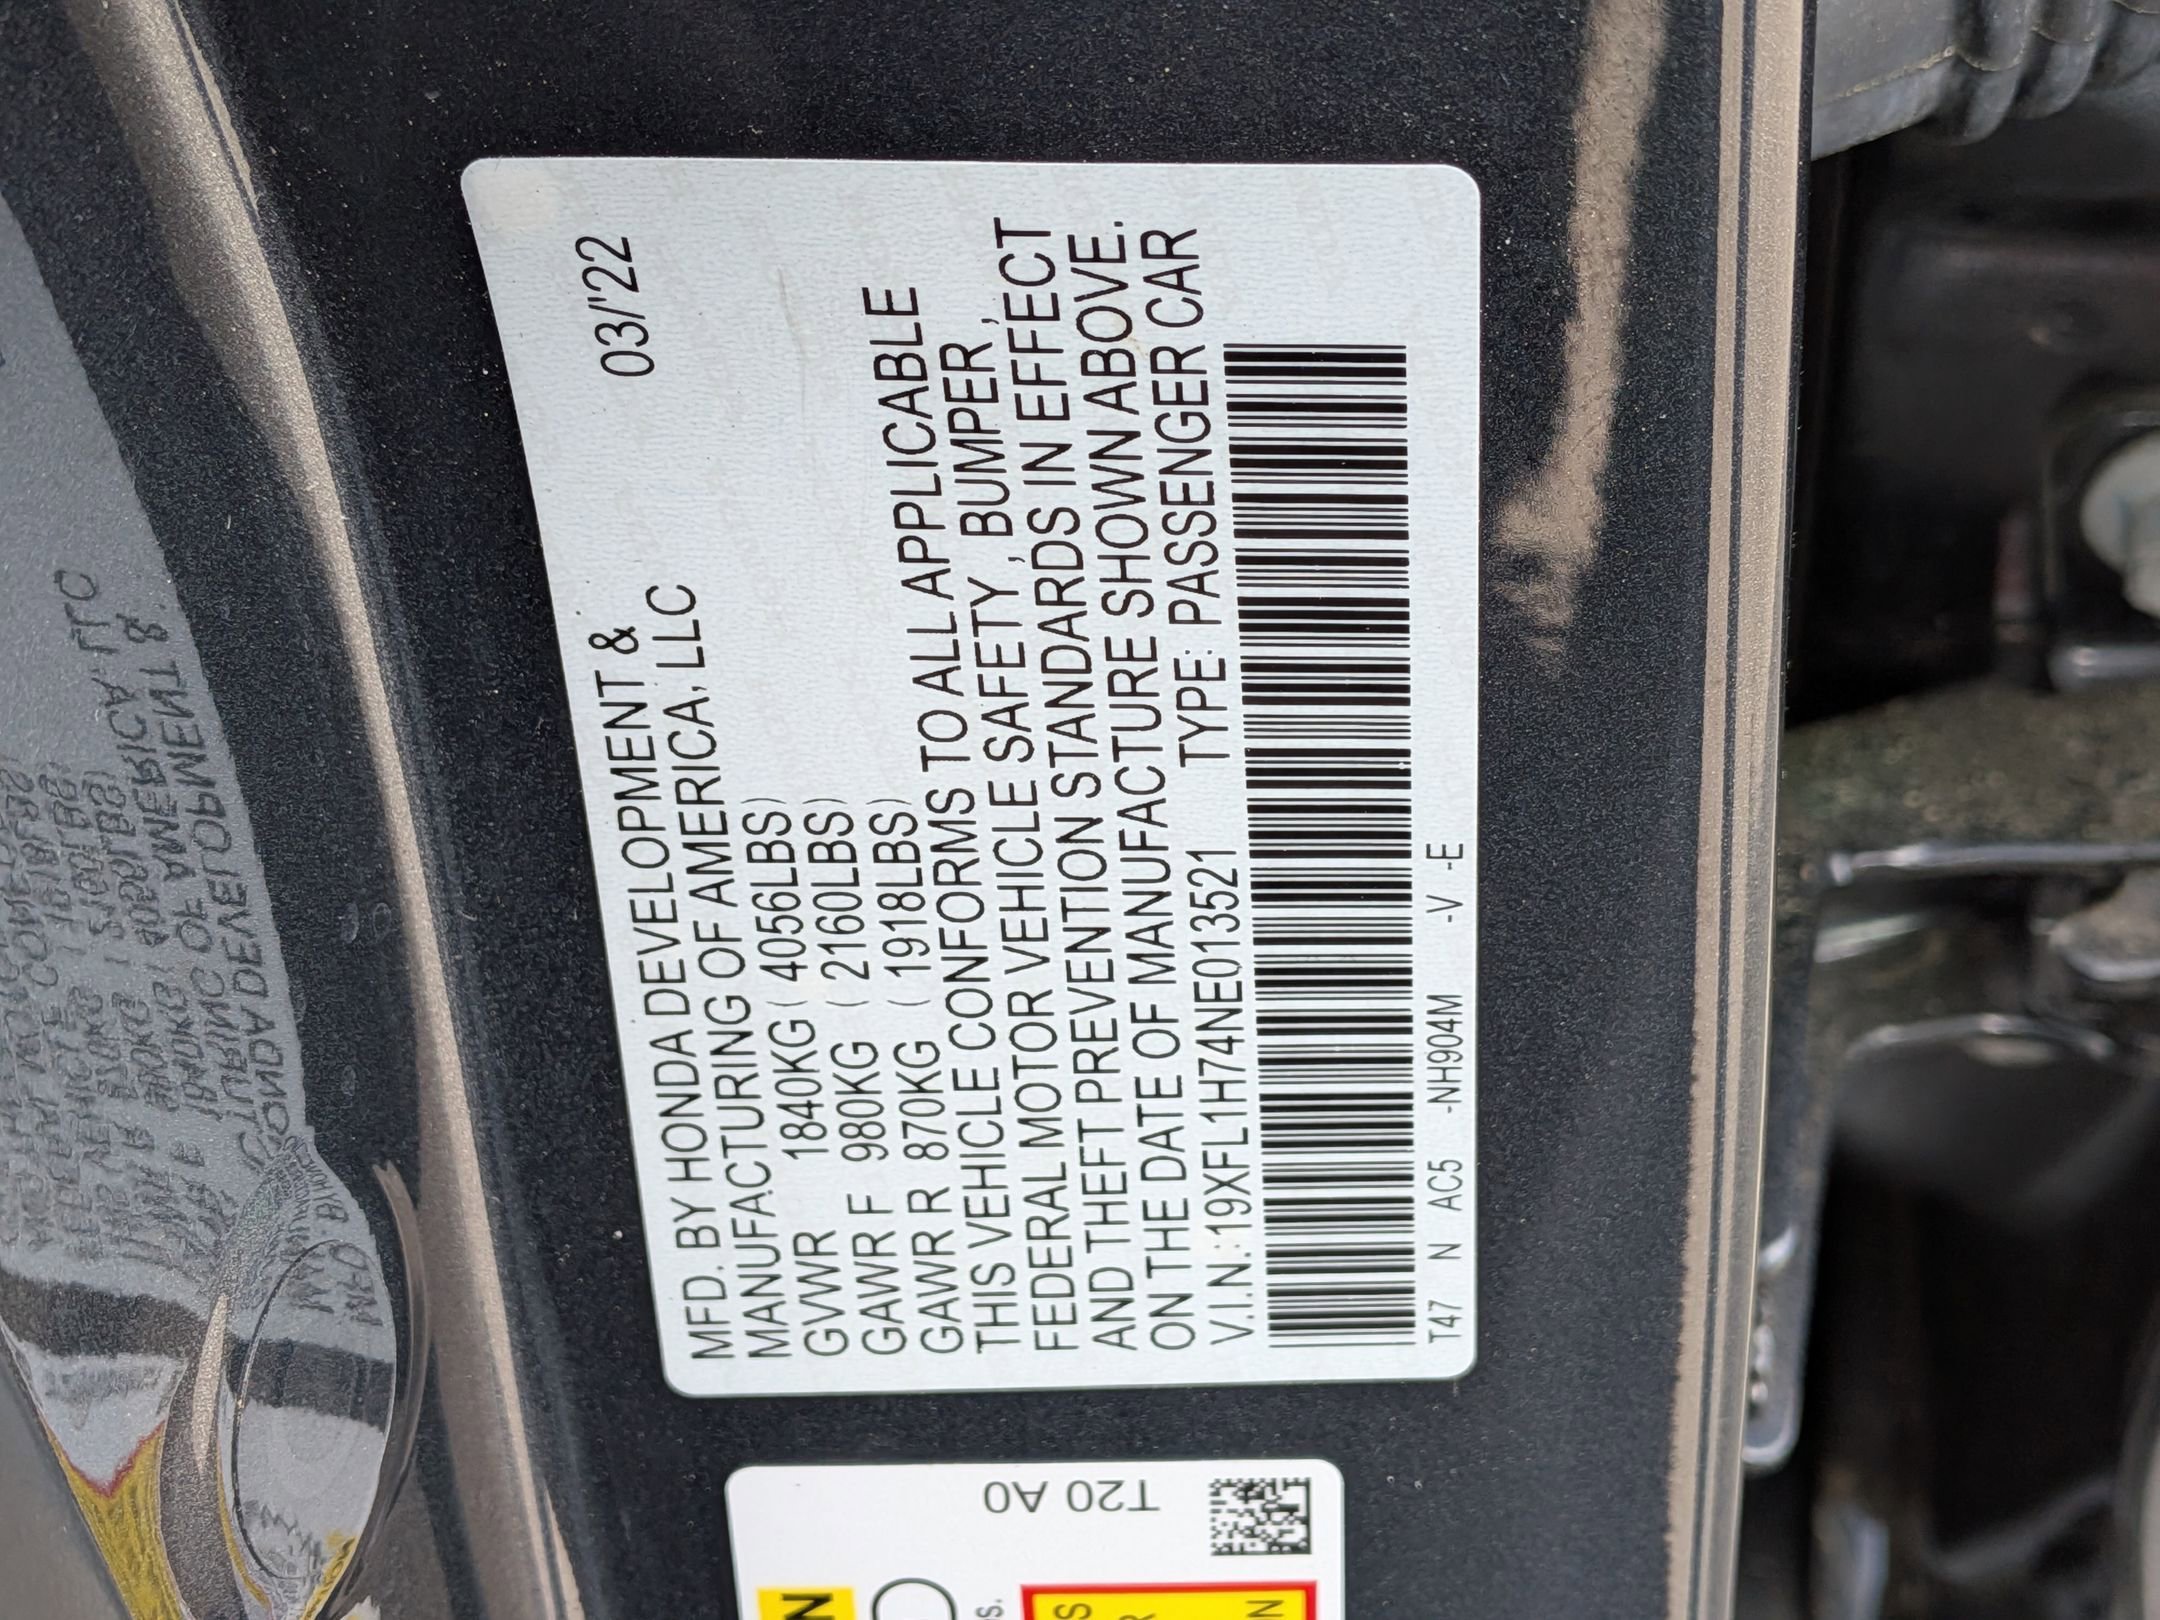 03/'22
MFD. BY HONDA DEVELOPMENT &
MANUFACTURING OF AMERICA, LLC
GVWR 1840KG ( 4056LBS)
GAWR F 980KG ( 2160LBS)
GAWR R 870KG ( 1918LBS)
THIS VEHICLE CONFORMS TO ALL APPLICABLE
FEDERAL MOTOR VEHICLE SAFETY , BUMPER ,
AND THEFT PREVENTION STANDARDS IN EFFECT
ON THE DATE OF MANUFACTURE SHOWN ABOVE.
V.I.N.:19XFL1H74NE013521 TYPE: PASSENGER CAR
T47 N AC5 -NH904M -V -E
T20 A0